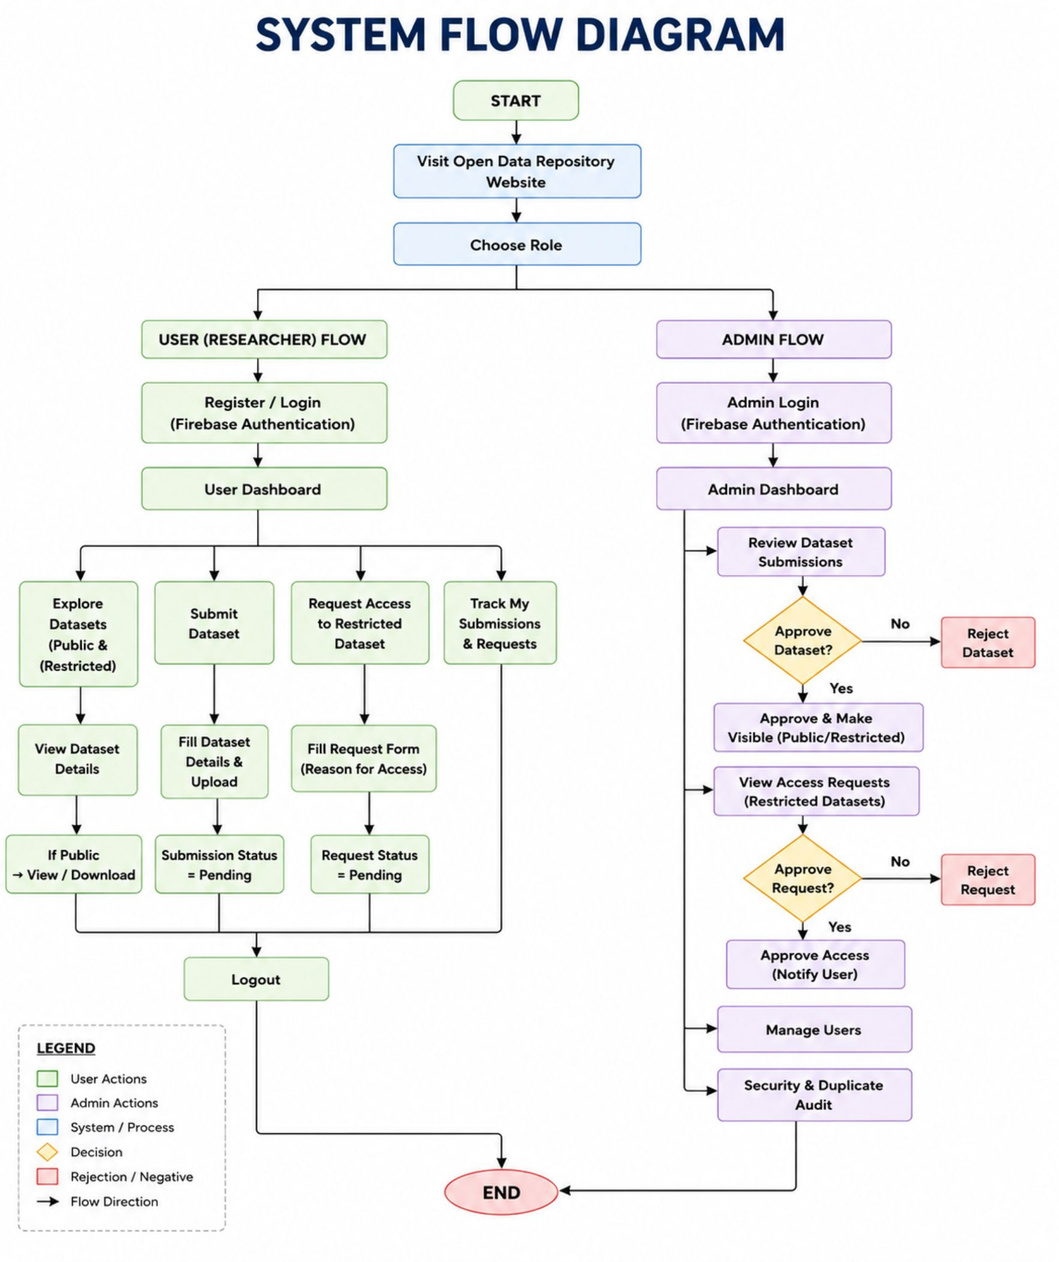 SYSTEM FLOW DIAGRAM
START
Visit Open Data Repository
Website
Choose Role
USER (RESEARCHER) FLOW
Register / Login
(Firebase Authentication)
User Dashboard
Explore
Datasets
(Public &
(Restricted)
View Dataset
Details
If Public
→ View / Download
Submit
Dataset
Fill Dataset
Details &
Upload
Submission Status
= Pending
Request Access
to Restricted
Dataset
Fill Request Form
(Reason for Access)
Request Status
= Pending
Track My
Submissions
& Requests
Logout
ADMIN FLOW
Admin Login
(Firebase Authentication)
Admin Dashboard
Review Dataset
Submissions
Approve
Dataset?
No
Reject
Dataset
Yes
Approve & Make
Visible (Public/Restricted)
View Access Requests
(Restricted Datasets)
Approve
Request?
No
Reject
Request
Yes
Approve Access
(Notify User)
Manage Users
Security & Duplicate
Audit
END
LEGEND
User Actions
Admin Actions
System / Process
Decision
Rejection / Negative
Flow Direction